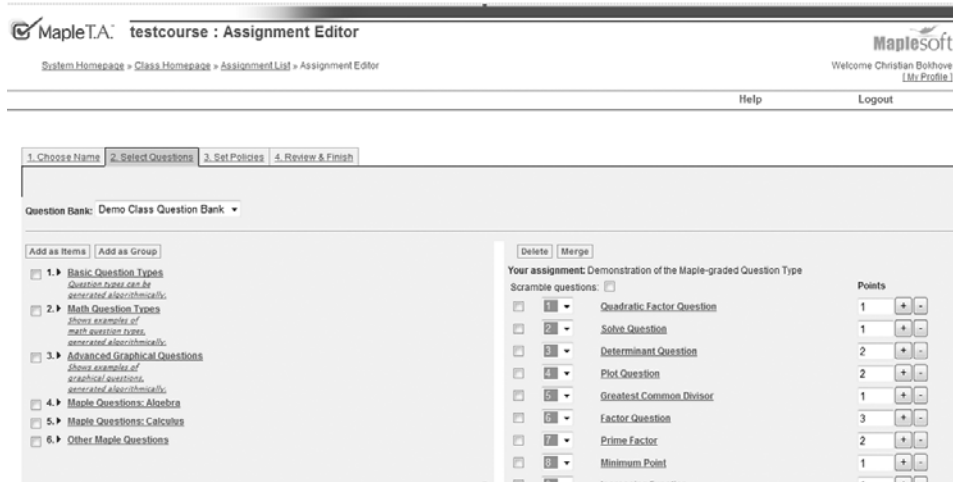 MapleT.A. testcourse : Assignment Editor
Maplesoft
System Homepage » Class Homepage » Assignment List » Assignment Editor
Welcome Christian Bokhove
[ My Profile ]
Help Logout
1. Choose Name 2. Select Questions 3. Set Policies 4. Review & Finish
Question Bank: Demo Class Question Bank
Add as Items Add as Group
1. Basic Question Types
Question types can be
generated algorithmically.
2. Math Question Types
Shows examples of
math question types,
generated algorithmically.
3. Advanced Graphical Questions
Shows examples of
graphical questions,
generated algorithmically.
4. Maple Questions: Algebra
5. Maple Questions: Calculus
6. Other Maple Questions
Delete Merge
Your assignment: Demonstration of the Maple-graded Question Type
Scramble questions: Points
1 Quadratic Factor Question 1 + -
2 Solve Question 1 + -
3 Determinant Question 2 + -
4 Plot Question 2 + -
5 Greatest Common Divisor 1 + -
6 Factor Question 3 + -
7 Prime Factor 2 + -
8 Minimum Point 1 + -